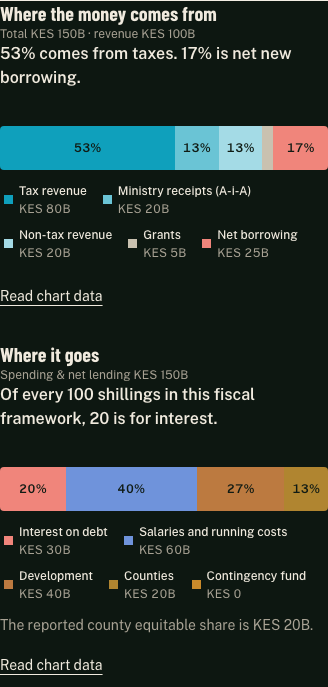 Where the money comes from
Total KES 150B · revenue KES 100B
53% comes from taxes. 17% is net new
borrowing.
53% 13% 13% 17%
Tax revenue Ministry receipts (A-i-A)
KES 80B KES 20B
Non-tax revenue Grants Net borrowing
KES 20B KES 5B KES 25B
Read chart data
Where it goes
Spending & net lending KES 150B
Of every 100 shillings in this fiscal
framework, 20 is for interest.
20% 40% 27% 13%
Interest on debt Salaries and running costs
KES 30B KES 60B
Development Counties Contingency fund
KES 40B KES 20B KES 0
The reported county equitable share is KES 20B.
Read chart data